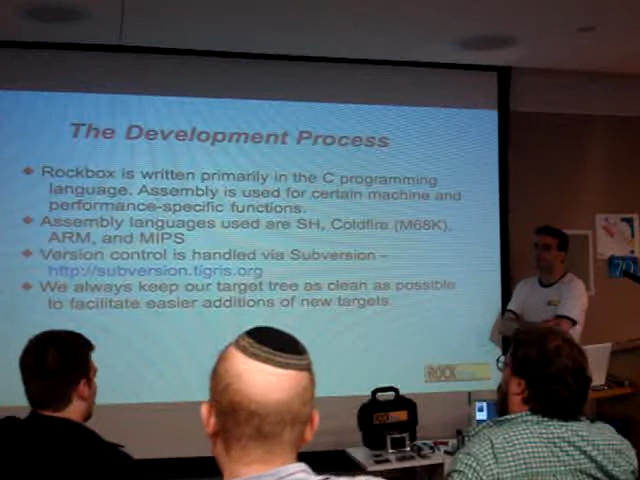 The Development Process
Rockbox is written primarily in the C programming
language. Assembly is used for certain machine and
performance-specific functions.
Assembly languages used are SH, Coldfire (M68K),
ARM, and MIPS
Version control is handled via Subversion –
http://subversion.tigris.org
We always keep our target tree as clean as possible
to facilitate easier additions of new targets.
ROCK
70